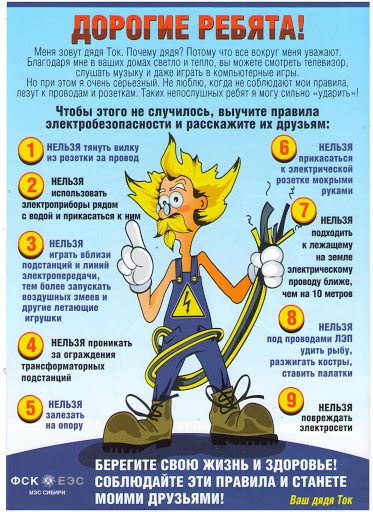 ДОРОГИЕ РЕБЯТА!
Меня зовут дядя Ток. Почему дядя? Потому что все вокруг меня уважают.
Благодаря мне в ваших домах светло и тепло, вы можете смотреть телевизор,
слушать музыку и даже играть в компьютерные игры.
Но при этом я очень серьезный. Не люблю, когда не соблюдают мои правила,
лезут к проводам и розеткам. Таких непослушных ребят я могу сильно «ударить»!
Чтобы этого не случилось, выучите правила
электробезопасности и расскажите их друзьям:
1 НЕЛЬЗЯ тянуть вилку
из розетки за провод
2 НЕЛЬЗЯ
использовать
электроприборы рядом
с водой и прикасаться к ним
3 НЕЛЬЗЯ
играть вблизи
подстанций и линий
электропередачи,
тем более запускать
воздушных змеев и
другие летающие
игрушки
4 НЕЛЬЗЯ проникать
за ограждения
трансформаторных
подстанций
5 НЕЛЬЗЯ
залезать
на опору
6 НЕЛЬЗЯ
прикасаться
к электрической
розетке мокрыми
руками
7 НЕЛЬЗЯ
подходить
к лежащему
на земле
электрическому
проводу ближе,
чем на 10 метров
8 НЕЛЬЗЯ
под проводами ЛЭП
удить рыбу,
разжигать костры,
ставить палатки
9 НЕЛЬЗЯ
повреждать
электросети
ФСК ЕЭС
МЭС СИБИРИ
БЕРЕГИТЕ СВОЮ ЖИЗНЬ И ЗДОРОВЬЕ!
СОБЛЮДАЙТЕ ЭТИ ПРАВИЛА И СТАНЕТЕ
МОИМИ ДРУЗЬЯМИ!
Ваш дядя Ток